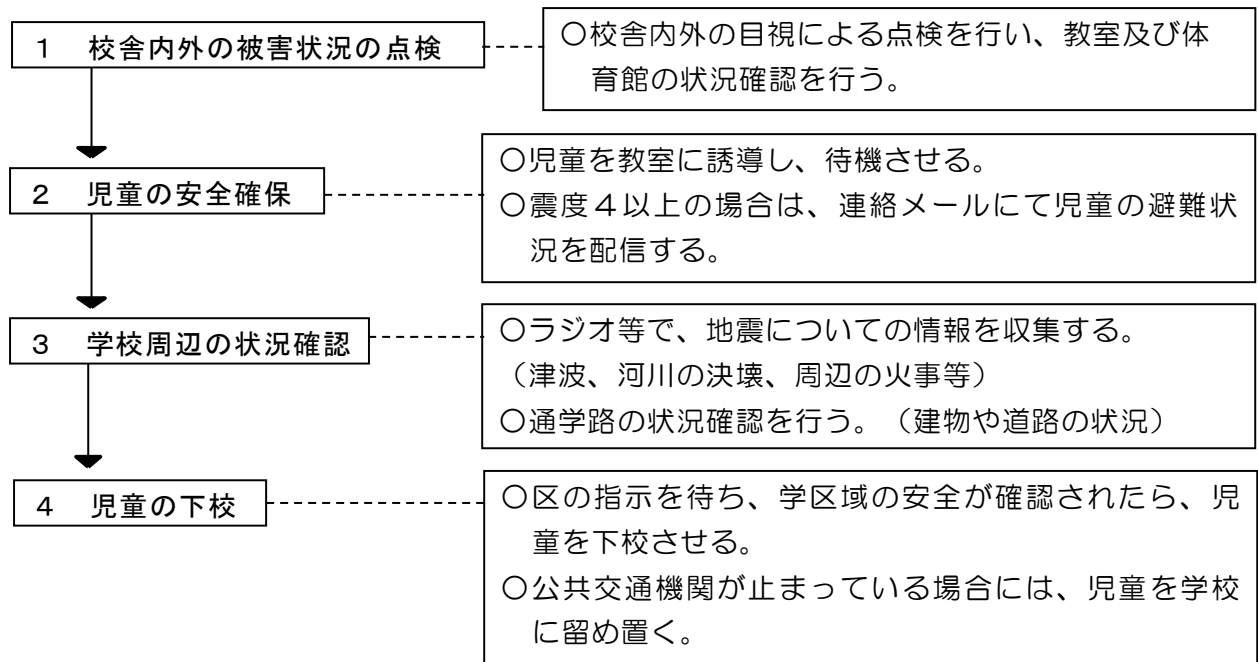 １　校舎内外の被害状況の点検
〇校舎内外の目視による点検を行い、教室及び体
育館の状況確認を行う。
２　児童の安全確保
〇児童を教室に誘導し、待機させる。
〇震度４以上の場合は、連絡メールにて児童の避難状
況を配信する。
３　学校周辺の状況確認
〇ラジオ等で、地震についての情報を収集する。
（津波、河川の決壊、周辺の火事等）
〇通学路の状況確認を行う。（建物や道路の状況）
４　児童の下校
〇区の指示を待ち、学区域の安全が確認されたら、児
童を下校させる。
〇公共交通機関が止まっている場合には、児童を学校
に留め置く。